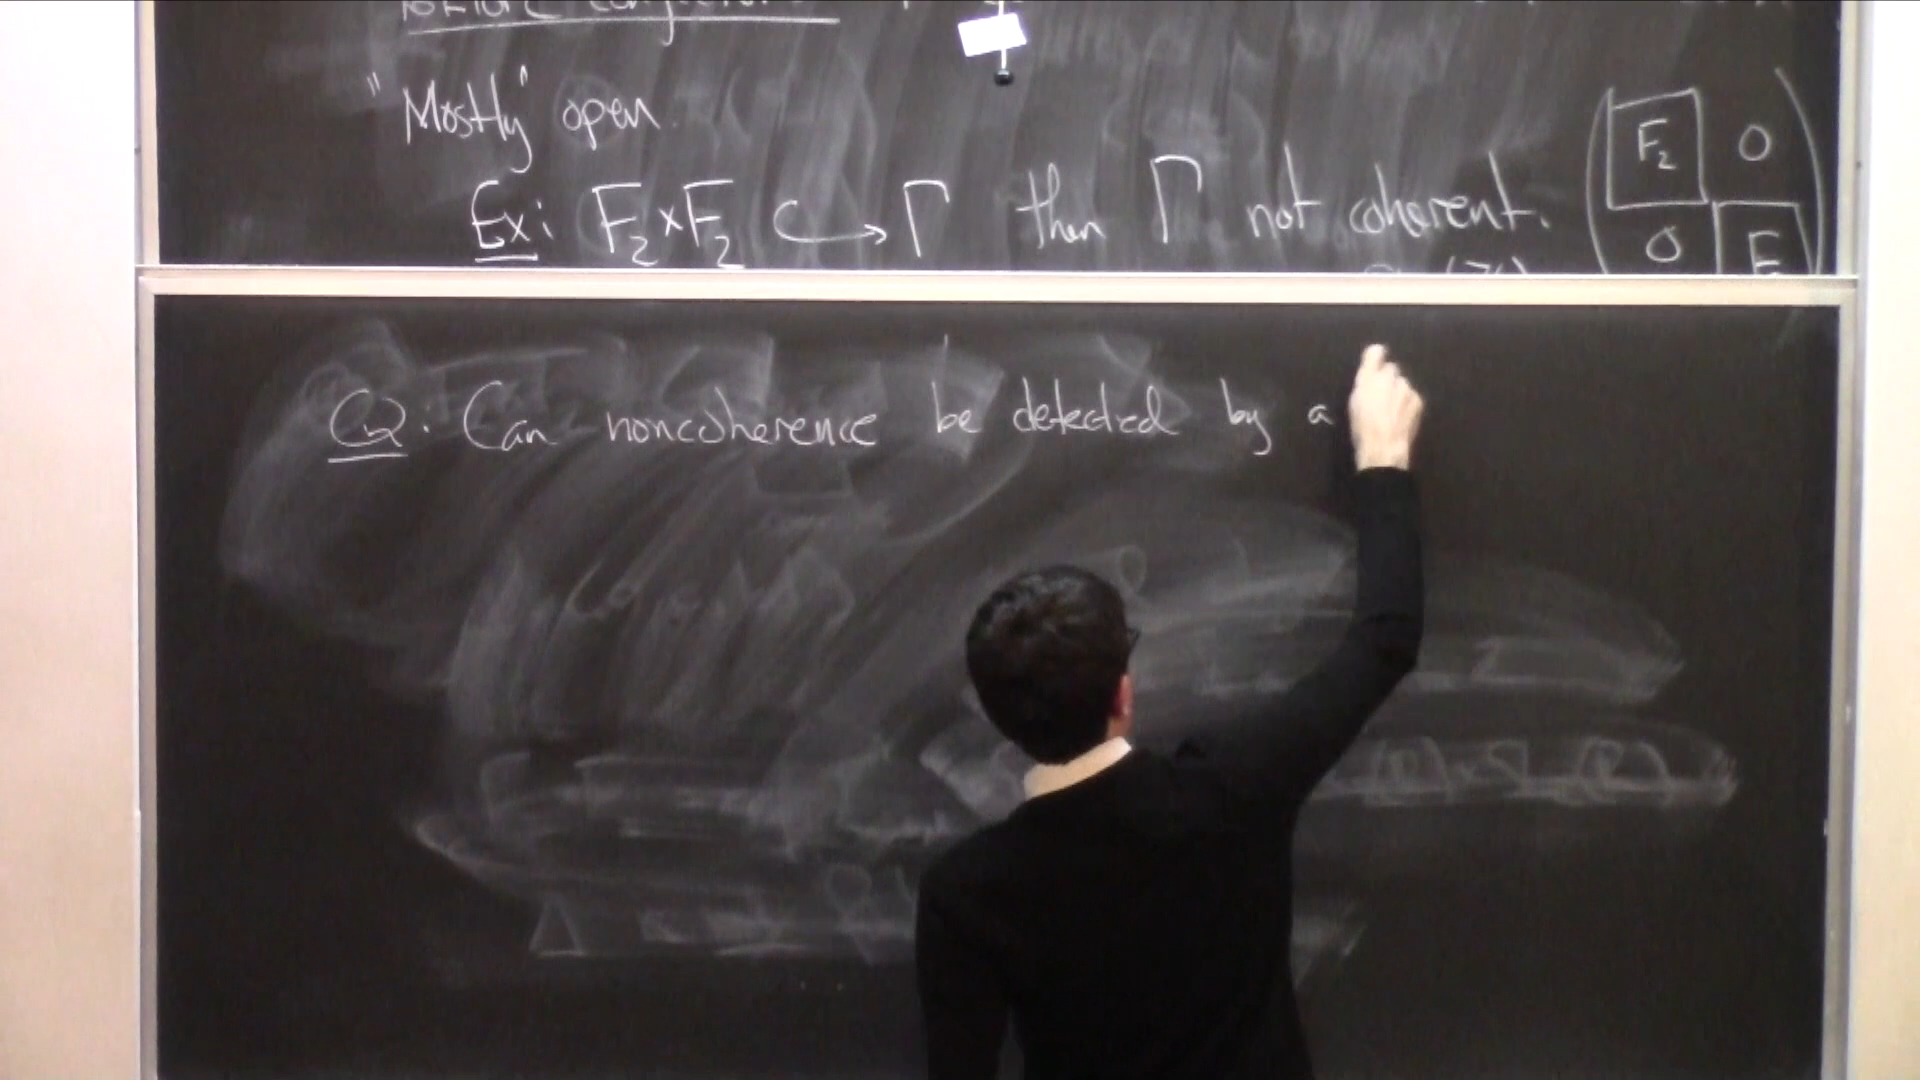 "Mostly" open.
Ex: F₂×F₂ ↪ Γ then Γ not coherent.
F₂ 0
0 F
Q: Can noncoherence be detected by a